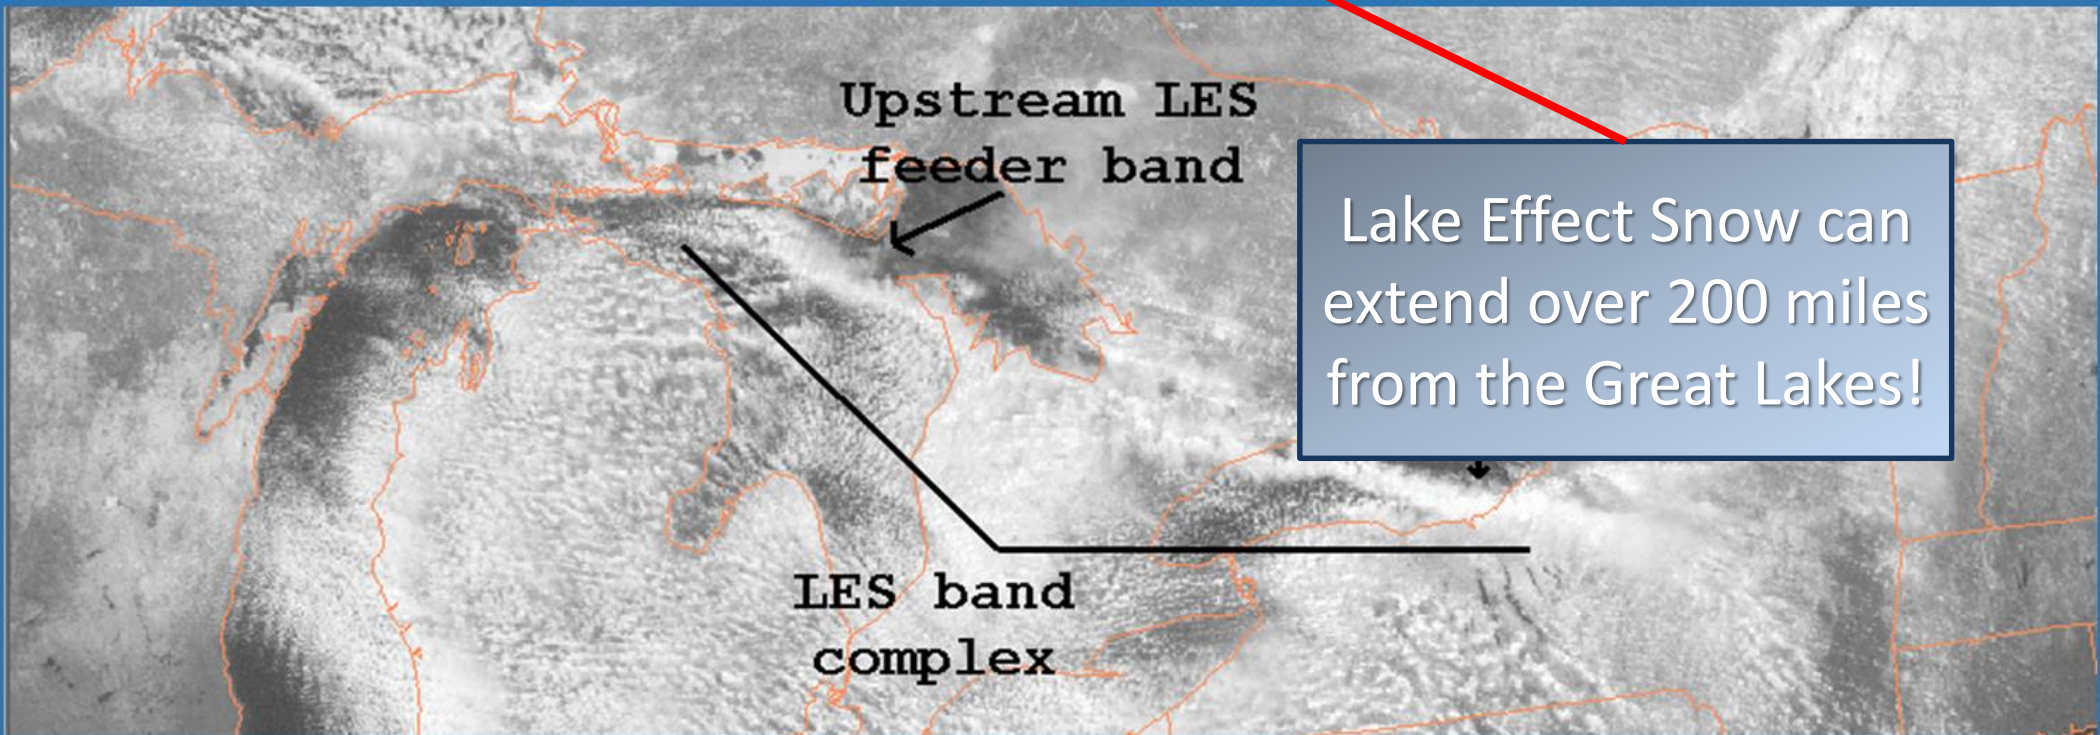 Upstream LES
feeder band
Lake Effect Snow can
extend over 200 miles
from the Great Lakes!
LES band
complex